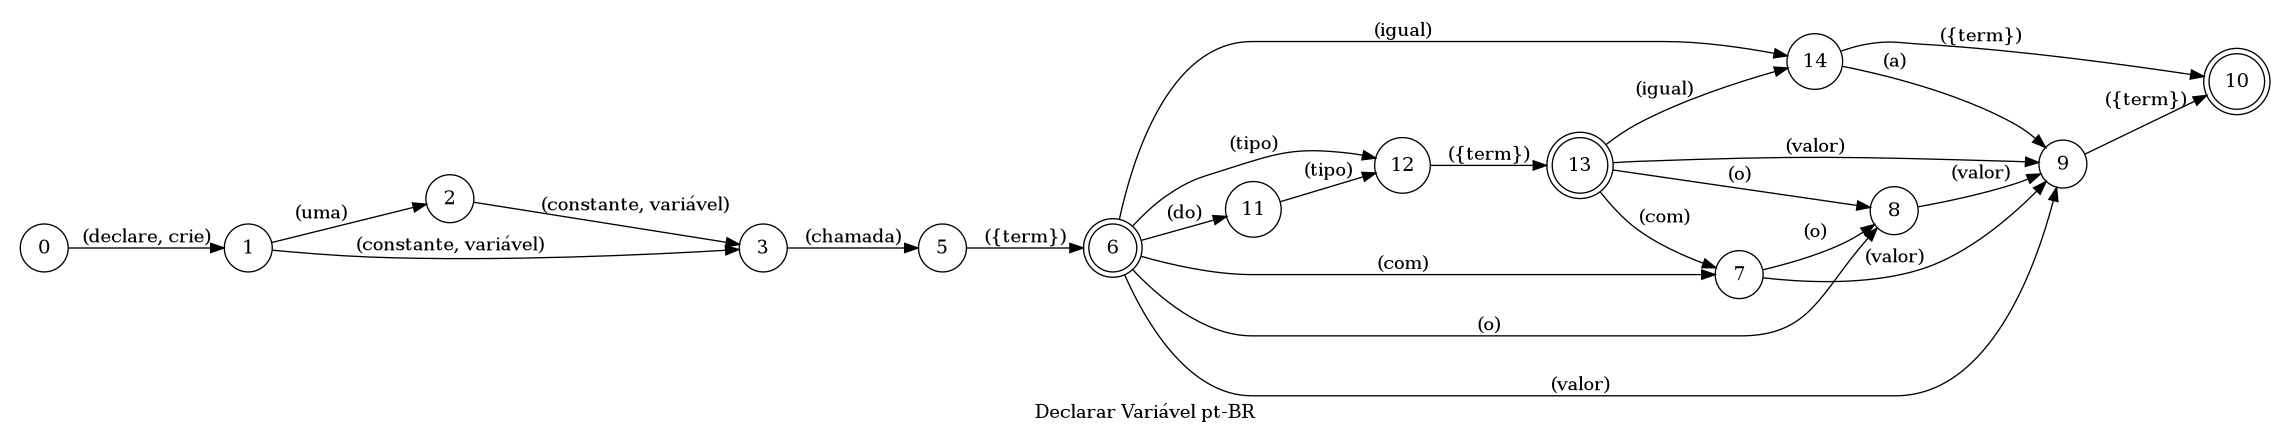 (igual)
({term})
14
(a)
10
(igual)
({term})
(tipo)
(valor)
12
({term})
13
9
(tipo)
(o)
(valor)
2
(constante, variável)
(uma)
(do)
11
8
0
(declare, crie)
1
(constante, variável)
3
(chamada)
5
({term})
6
(com)
(o)
(com)
7
(valor)
(o)
(valor)
Declarar Variável pt-BR